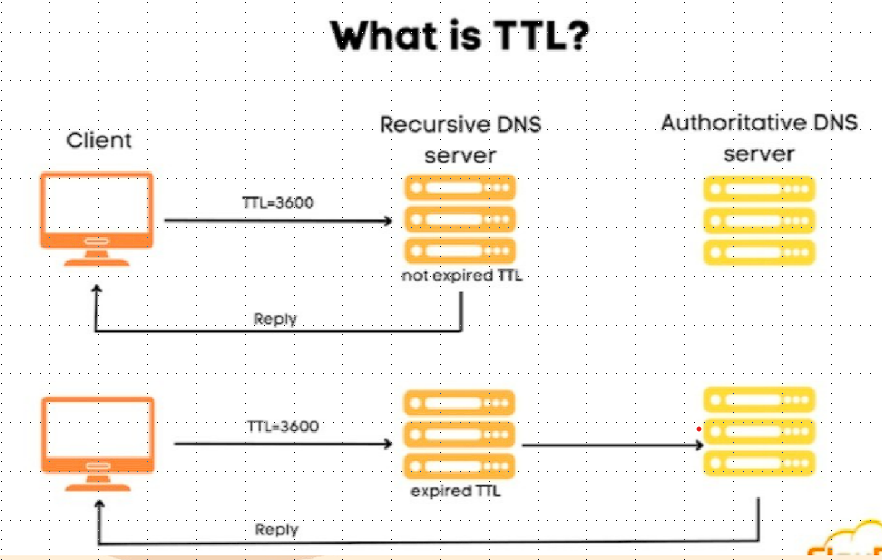 What is TTL?
Client
Recursive DNS
server
Authoritative DNS
server
TTL=3600
not expired TTL
Reply
TTL=3600
expired TTL
Reply